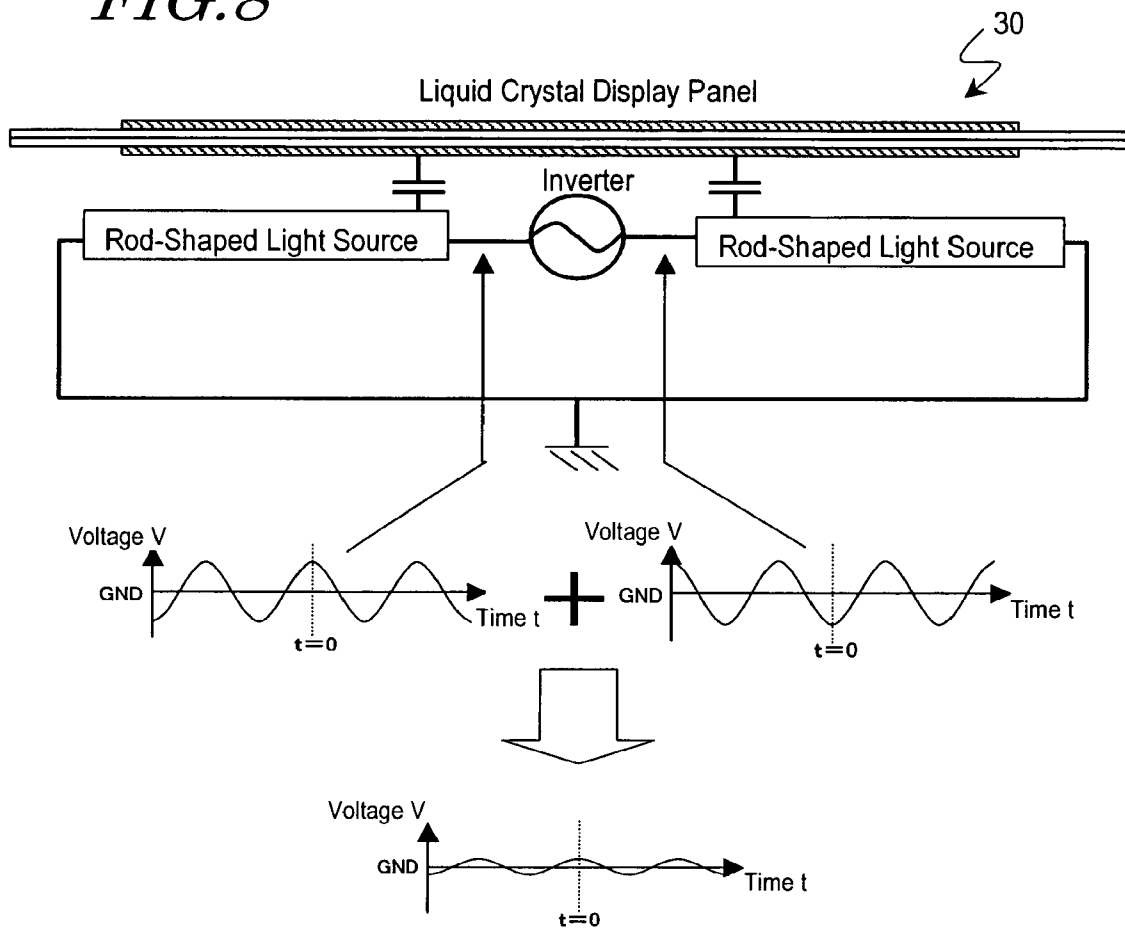 FIG.8
30
Liquid Crystal Display Panel
Inverter
Rod-Shaped Light Source
Rod-Shaped Light Source
Voltage V
GND
Time t
t=0
+
Voltage V
GND
Time t
t=0
Voltage V
GND
Time t
t=0